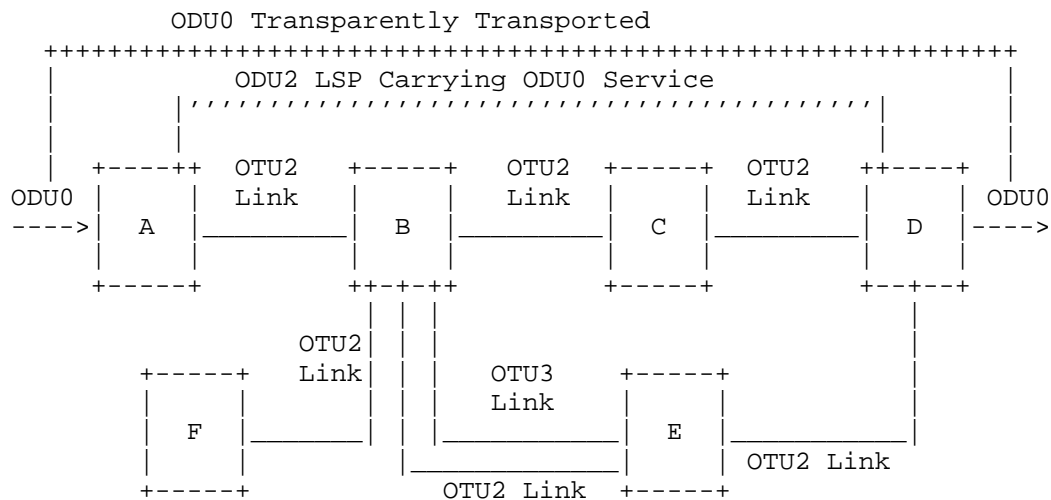 ODU0 Transparently Transported
ODU2 LSP Carrying ODU0 Service
OTU2 OTU2 OTU2
ODU0 Link Link Link ODU0
A B C D
OTU2
Link OTU3
Link
F E
OTU2 Link
OTU2 Link